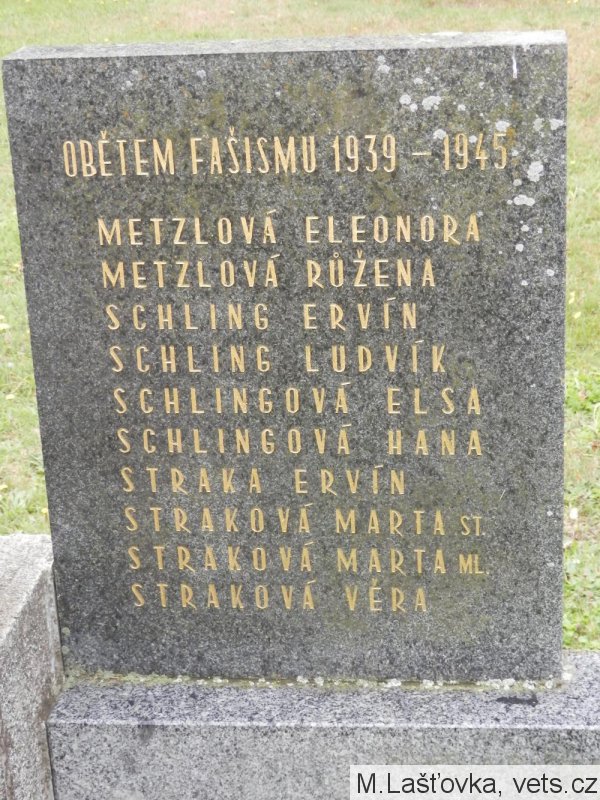 OBĚTEM FAŠISMU 1939 – 1945
METZLOVÁ ELEONORA
METZLOVÁ RŮŽENA
SCHLING ERVÍN
SCHLING LUDVÍK
SCHLINGOVÁ ELSA
SCHLINGOVÁ HANA
STRAKA ERVÍN
STRAKOVÁ MARTA ST.
STRAKOVÁ MARTA ML.
STRAKOVÁ VĚRA
M.Lašťovka, vets.cz